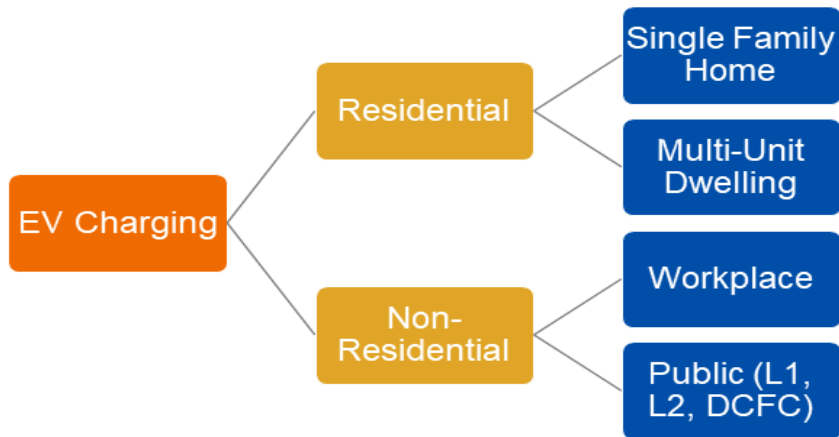 EV Charging
Residential
Single Family
Home
Multi-Unit
Dwelling
Non-
Residential
Workplace
Public (L1,
L2, DCFC)